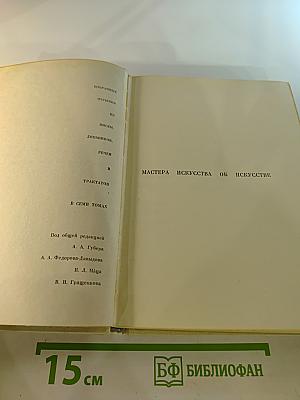 ИЗБРАННЫЕ
ОТРЫВКИ
ИЗ
ПИСЕМ,
ДНЕВНИКОВ,
РЕЧЕЙ
И
ТРАКТАТОВ
В СЕМИ ТОМАХ
Под общей редакцией
А. А. Губера
А. А. Федорова-Давыдова
И. Л. Маца
В. Н. Гращенкова
МАСТЕРА ИСКУССТВА ОБ ИСКУССТВЕ
15 см
БФ БИБЛИОФАН